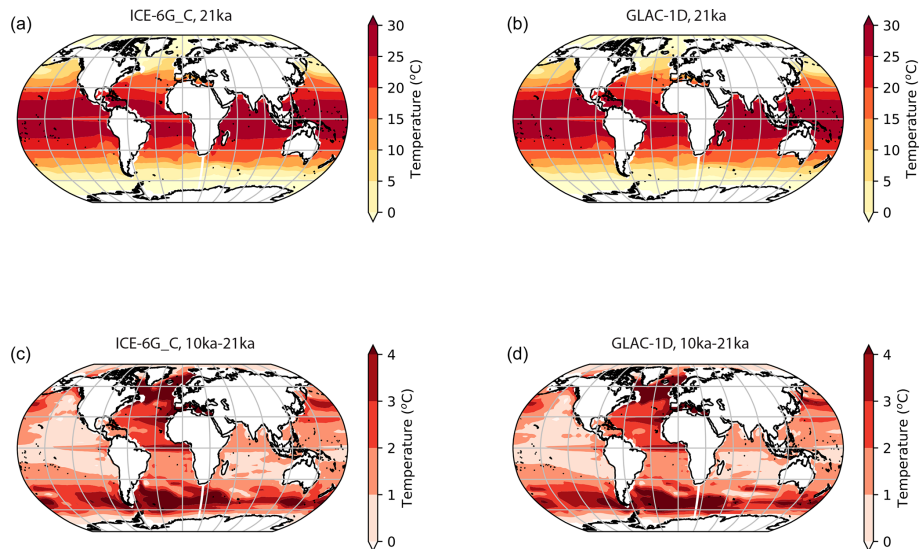 (a)
ICE-6G_C, 21ka
30
25
20
15
10
5
0
Temperature (°C)
(b)
GLAC-1D, 21ka
30
25
20
15
10
5
0
Temperature (°C)
(c)
ICE-6G_C, 10ka-21ka
4
3
2
1
0
Temperature (°C)
(d)
GLAC-1D, 10ka-21ka
4
3
2
1
0
Temperature (°C)